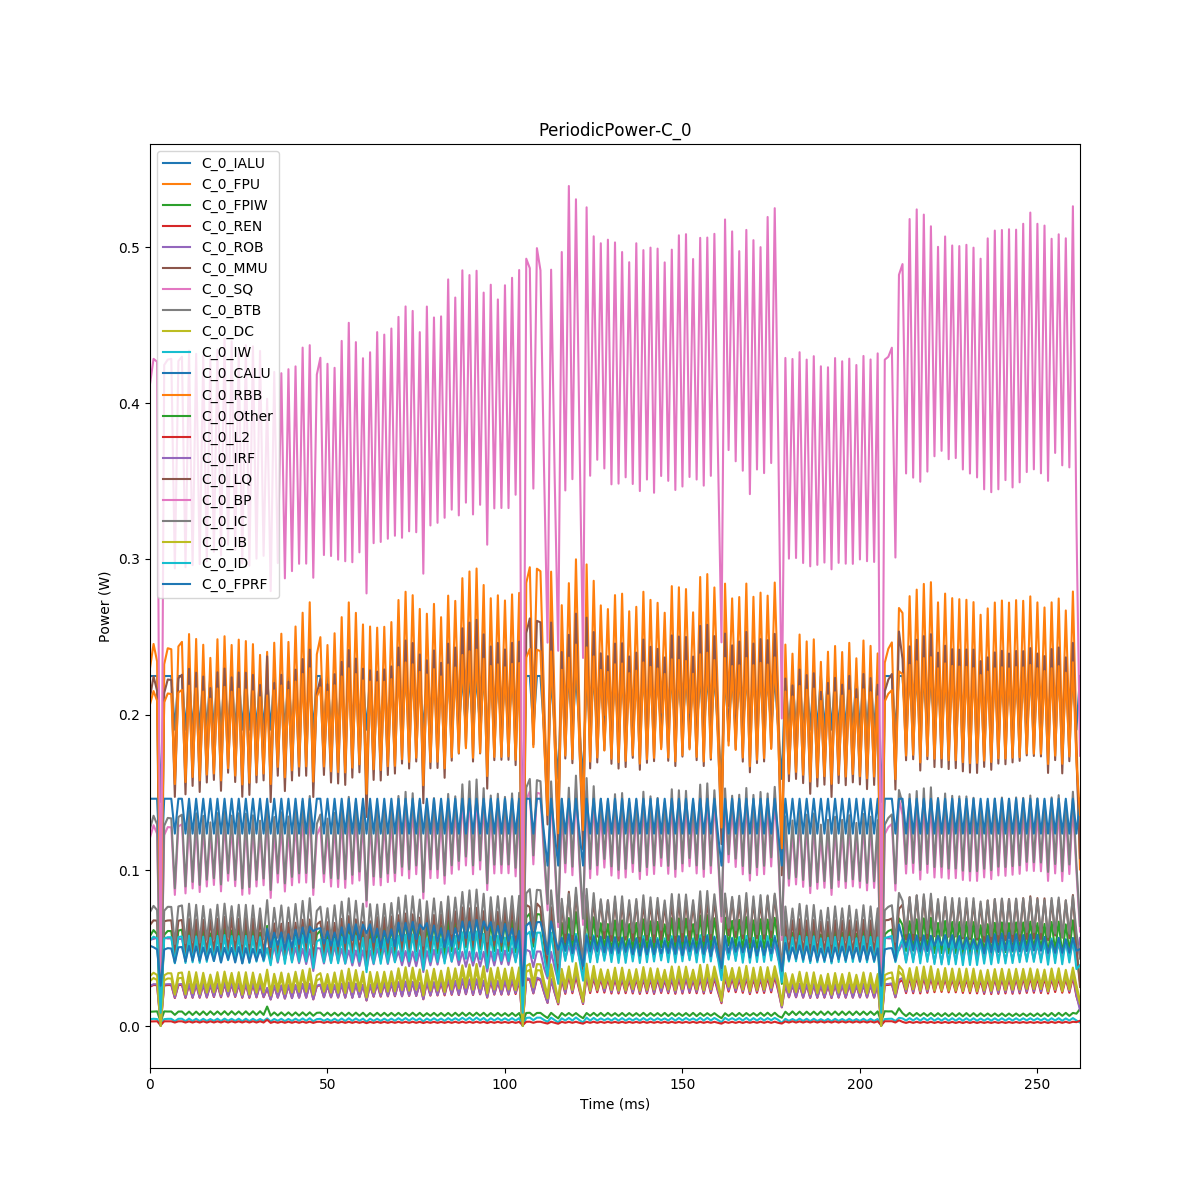 PeriodicPower-C_0
C_0_IALU
C_0_FPU
C_0_FPIW
C_0_REN
C_0_ROB
C_0_MMU
C_0_SQ
C_0_BTB
C_0_DC
C_0_IW
C_0_CALU
C_0_RBB
C_0_Other
C_0_L2
C_0_IRF
C_0_LQ
C_0_BP
C_0_IC
C_0_IB
C_0_ID
C_0_FPRF
0.5
0.4
0.3
0.2
0.1
0.0
Power (W)
0 50 100 150 200 250
Time (ms)